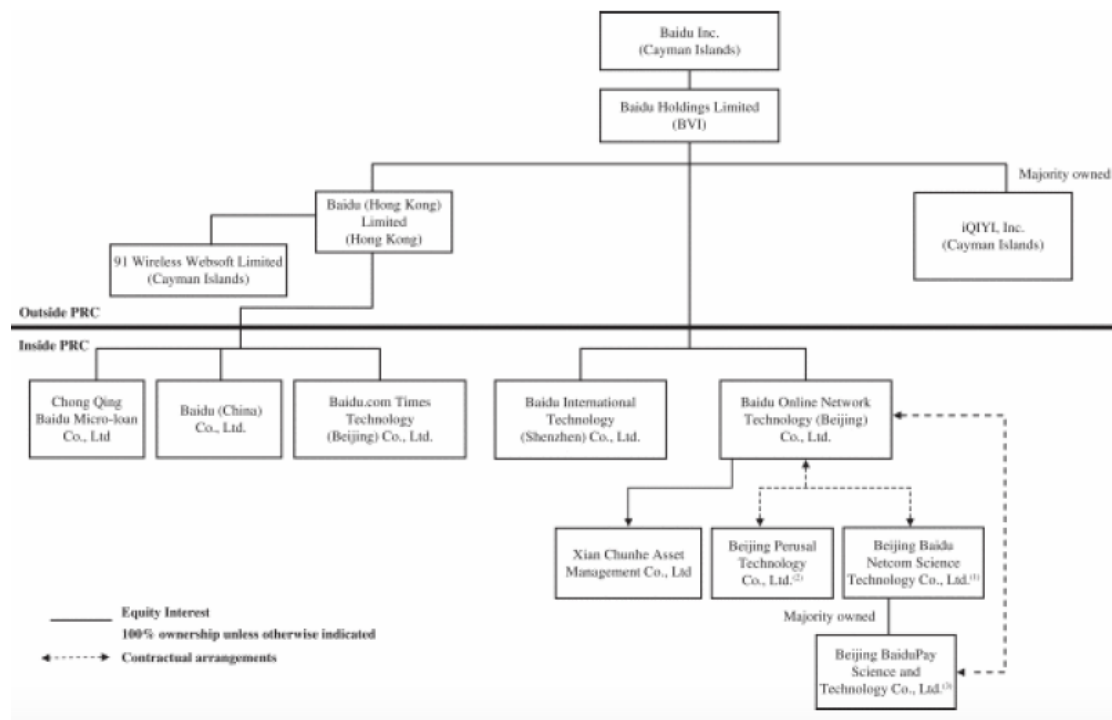 Baidu Inc.
(Cayman Islands)
Baidu Holdings Limited
(BVI)
Majority owned
Baidu (Hong Kong)
Limited
(Hong Kong)
iQIYI, Inc.
(Cayman Islands)
91 Wireless Websoft Limited
(Cayman Islands)
Outside PRC
Inside PRC
Chong Qing
Baidu Micro-loan
Co., Ltd
Baidu (China)
Co., Ltd.
Baidu.com Times
Technology
(Beijing) Co., Ltd.
Baidu International
Technology
(Shenzhen) Co., Ltd.
Baidu Online Network
Technology (Beijing)
Co., Ltd.
Xian Chunhe Asset
Management Co., Ltd
Beijing Perusal
Technology
Co., Ltd.(2)
Beijing Baidu
Netcom Science
Technology Co., Ltd.(1)
Majority owned
Beijing BaiduPay
Science and
Technology Co., Ltd.(3)
Equity Interest
100% ownership unless otherwise indicated
Contractual arrangements